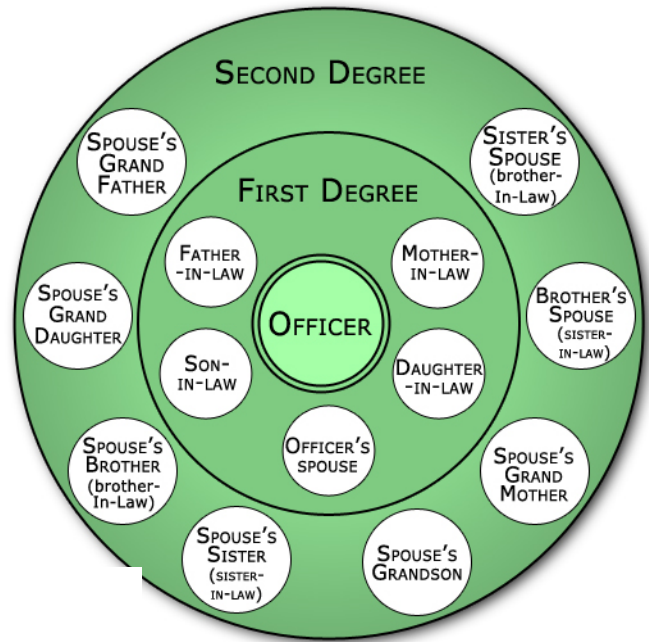 SECOND DEGREE
SPOUSE'S
GRAND
FATHER
SISTER'S
SPOUSE
(brother-
In-Law)
FIRST DEGREE
FATHER
-IN-LAW
MOTHER-
IN-LAW
SPOUSE'S
GRAND
DAUGHTER
OFFICER
BROTHER'S
SPOUSE
(SISTER-
IN-LAW)
SON-
IN-LAW
DAUGHTER
-IN-LAW
OFFICER'S
SPOUSE
SPOUSE'S
BROTHER
(brother-
In-Law)
SPOUSE'S
GRAND
MOTHER
SPOUSE'S
SISTER
(SISTER-
IN-LAW)
SPOUSE'S
GRANDSON